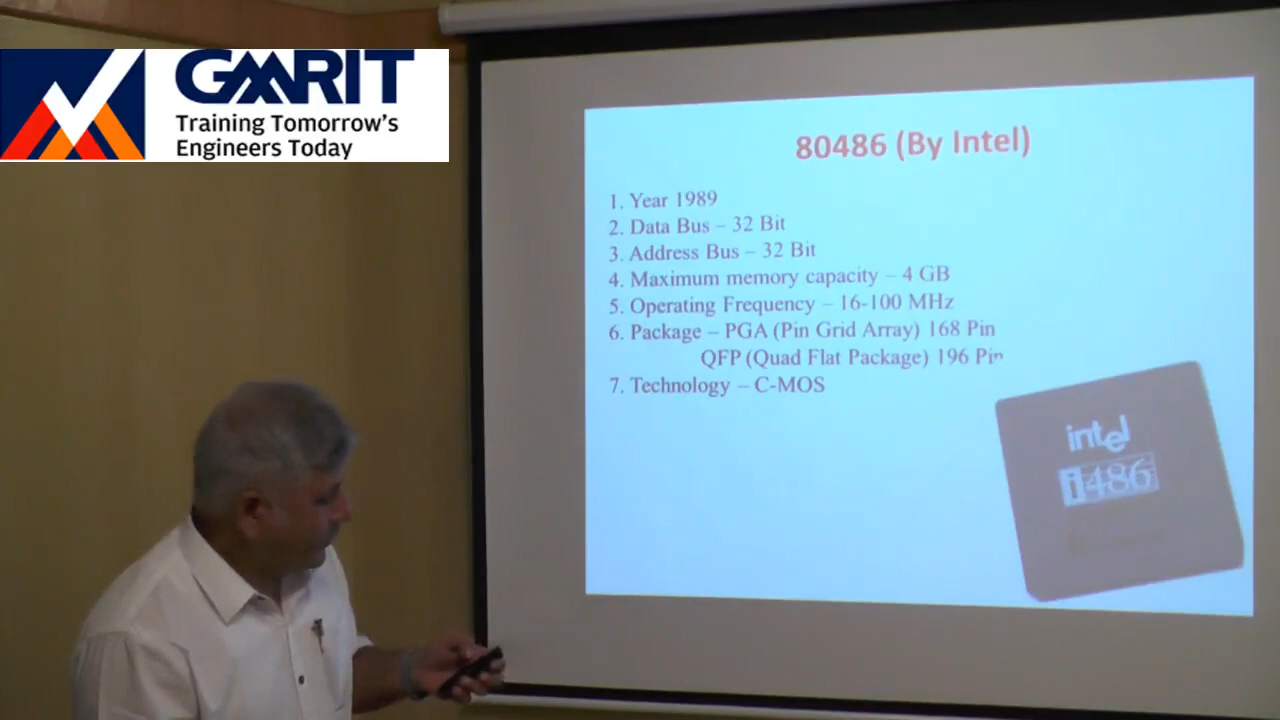 GMRIT
Training Tomorrow's
Engineers Today
80486 (By Intel)
1. Year 1989
2. Data Bus – 32 Bit
3. Address Bus – 32 Bit
4. Maximum memory capacity – 4 GB
5. Operating Frequency – 16-100 MHz
6. Package – PGA (Pin Grid Array) 168 Pin
QFP (Quad Flat Package) 196 Pin
7. Technology – C-MOS
intel
i486